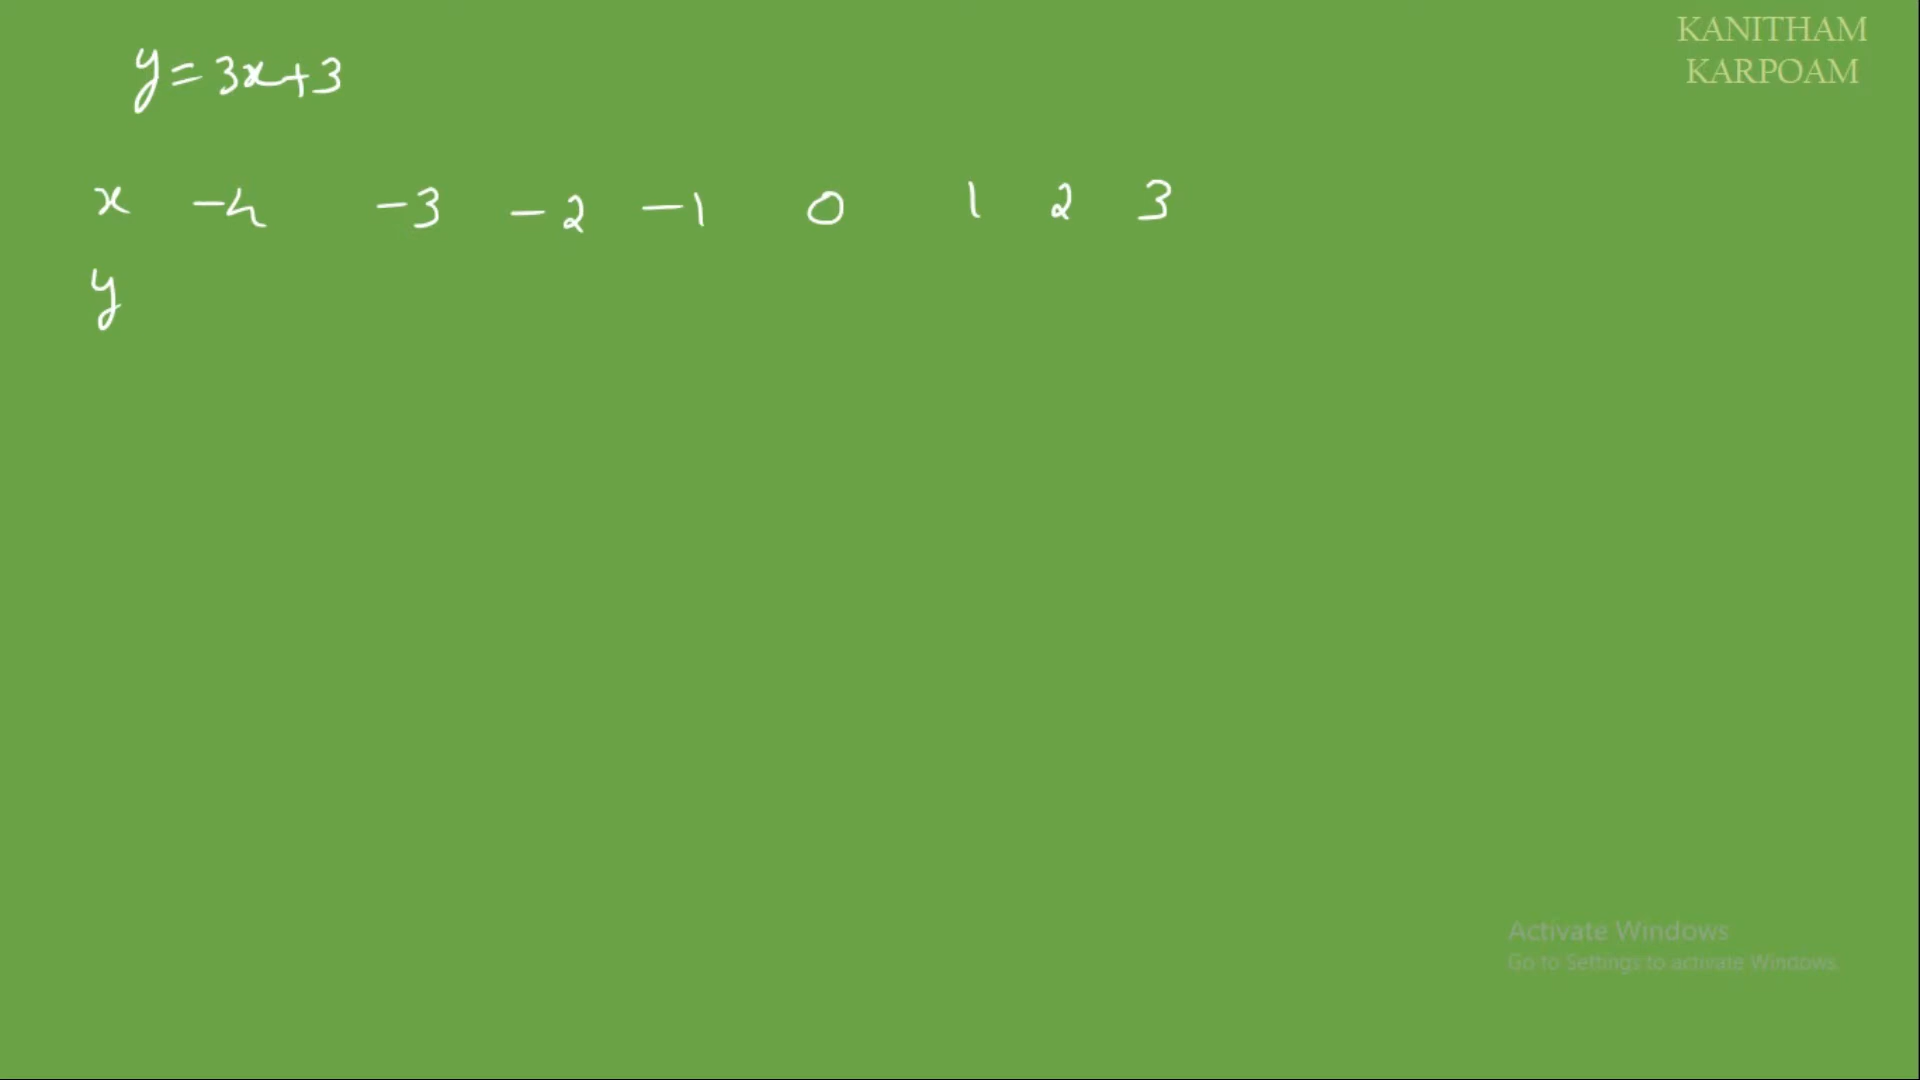 KANITHAM
KARPOAM
y=3x+3
x -4 -3 -2 -1 0 1 2 3
y
Activate Windows
Go to Settings to activate Windows.